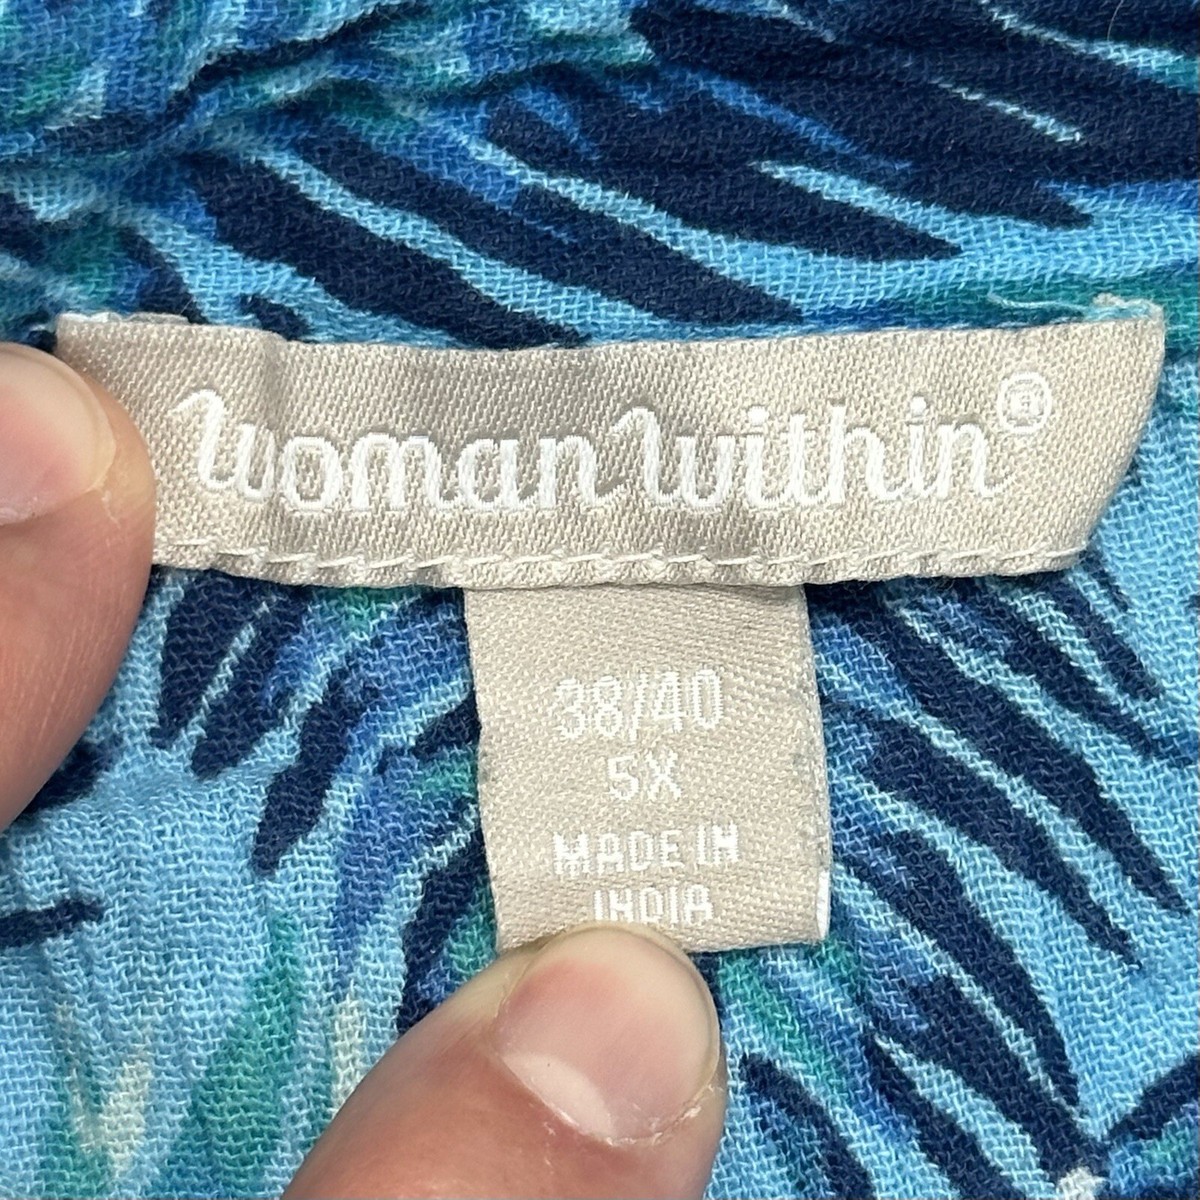 woman within®
38/40
5X
MADE IN
INDIA